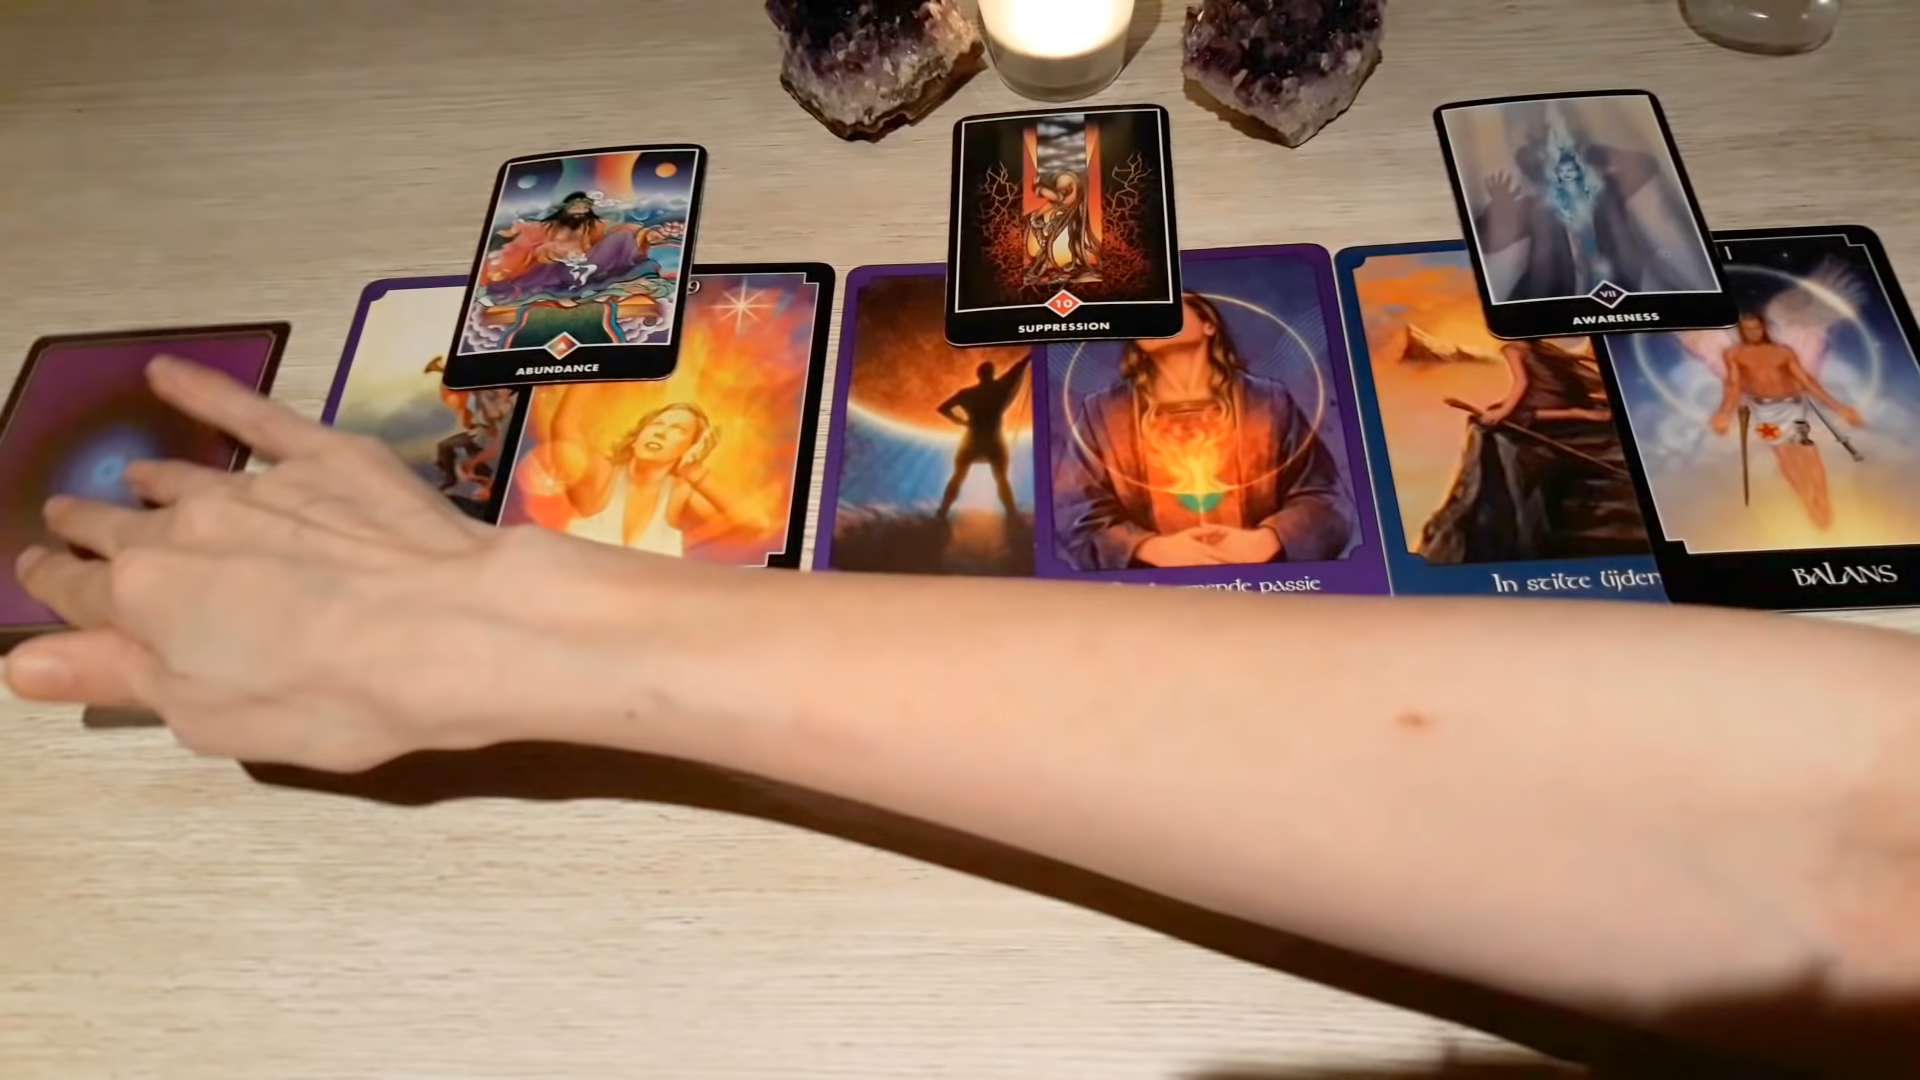 ABUNDANCE
9
10
SUPPRESSION
VII
AWARENESS
passie
In stilte lijden
I
BALANS